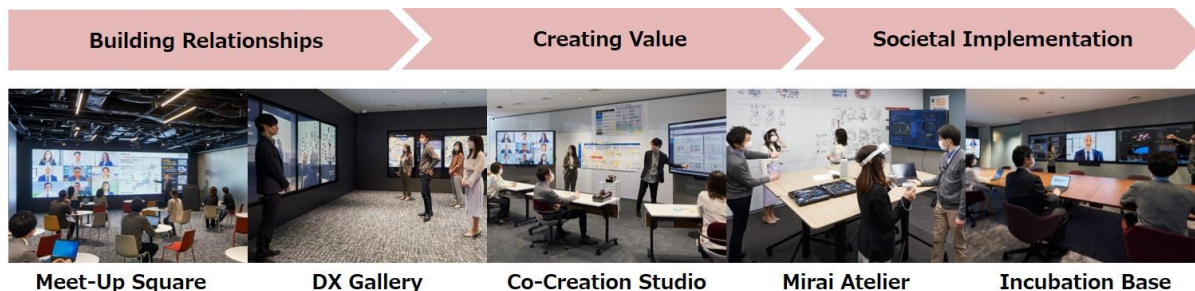 Building Relationships
Creating Value
Societal Implementation
Meet-Up Square
DX Gallery
Co-Creation Studio
Mirai Atelier
Incubation Base